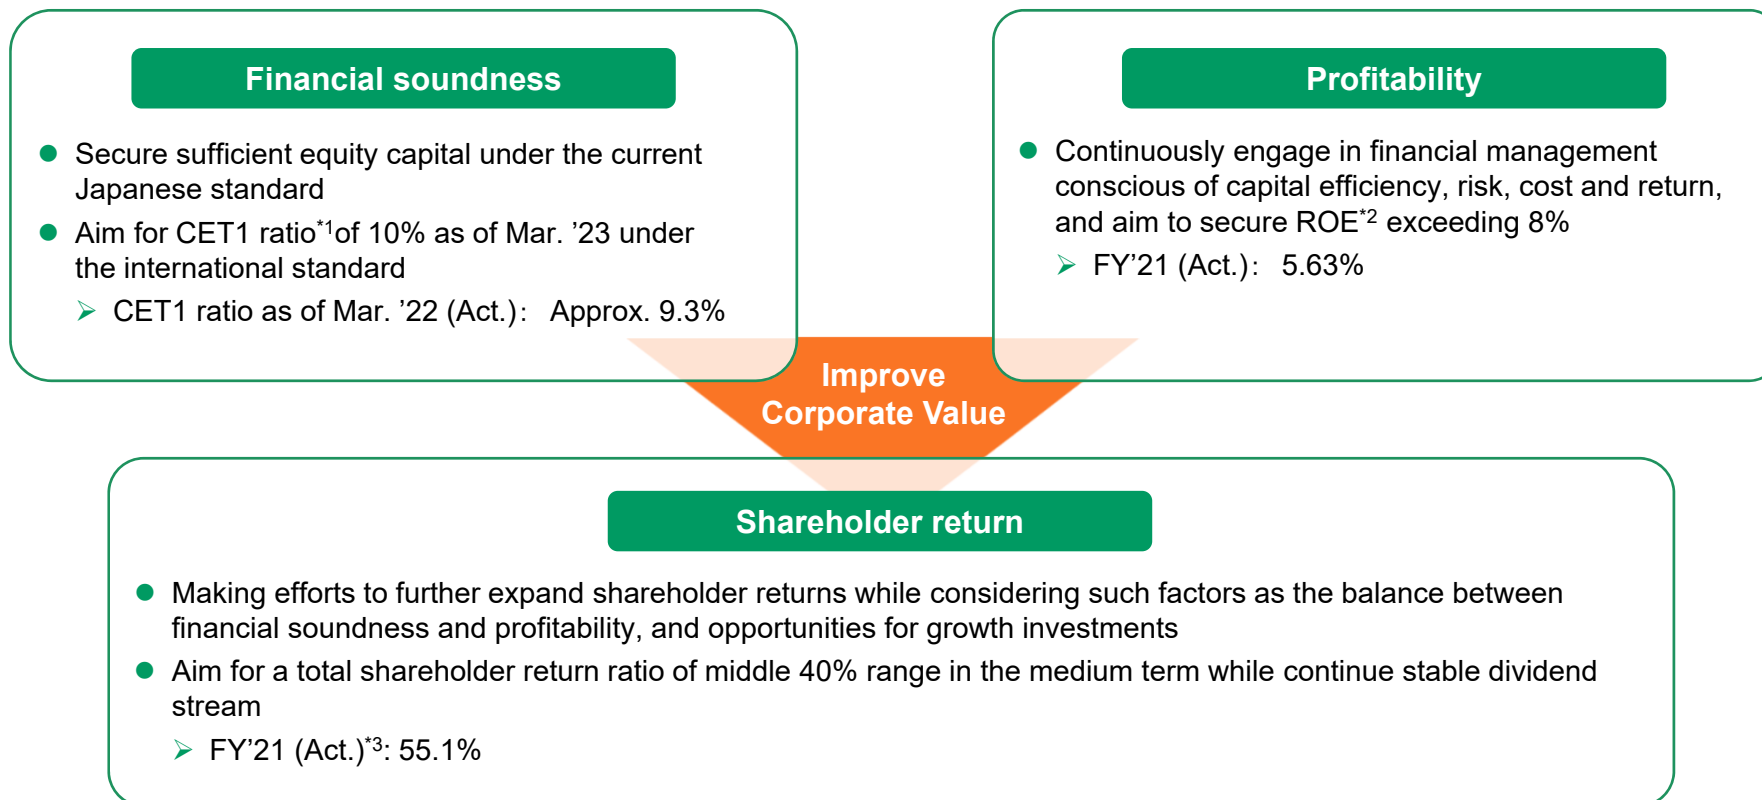 Financial soundness
● Secure sufficient equity capital under the current
Japanese standard
● Aim for CET1 ratio*1of 10% as of Mar. ’23 under
the international standard
➢ CET1 ratio as of Mar. ’22 (Act.)： Approx. 9.3%
Profitability
● Continuously engage in financial management
conscious of capital efficiency, risk, cost and return,
and aim to secure ROE*2 exceeding 8%
➢ FY’21 (Act.)： 5.63%
Improve
Corporate Value
Shareholder return
● Making efforts to further expand shareholder returns while considering such factors as the balance between
financial soundness and profitability, and opportunities for growth investments
● Aim for a total shareholder return ratio of middle 40% range in the medium term while continue stable dividend
stream
➢ FY’21 (Act.)*3: 55.1%